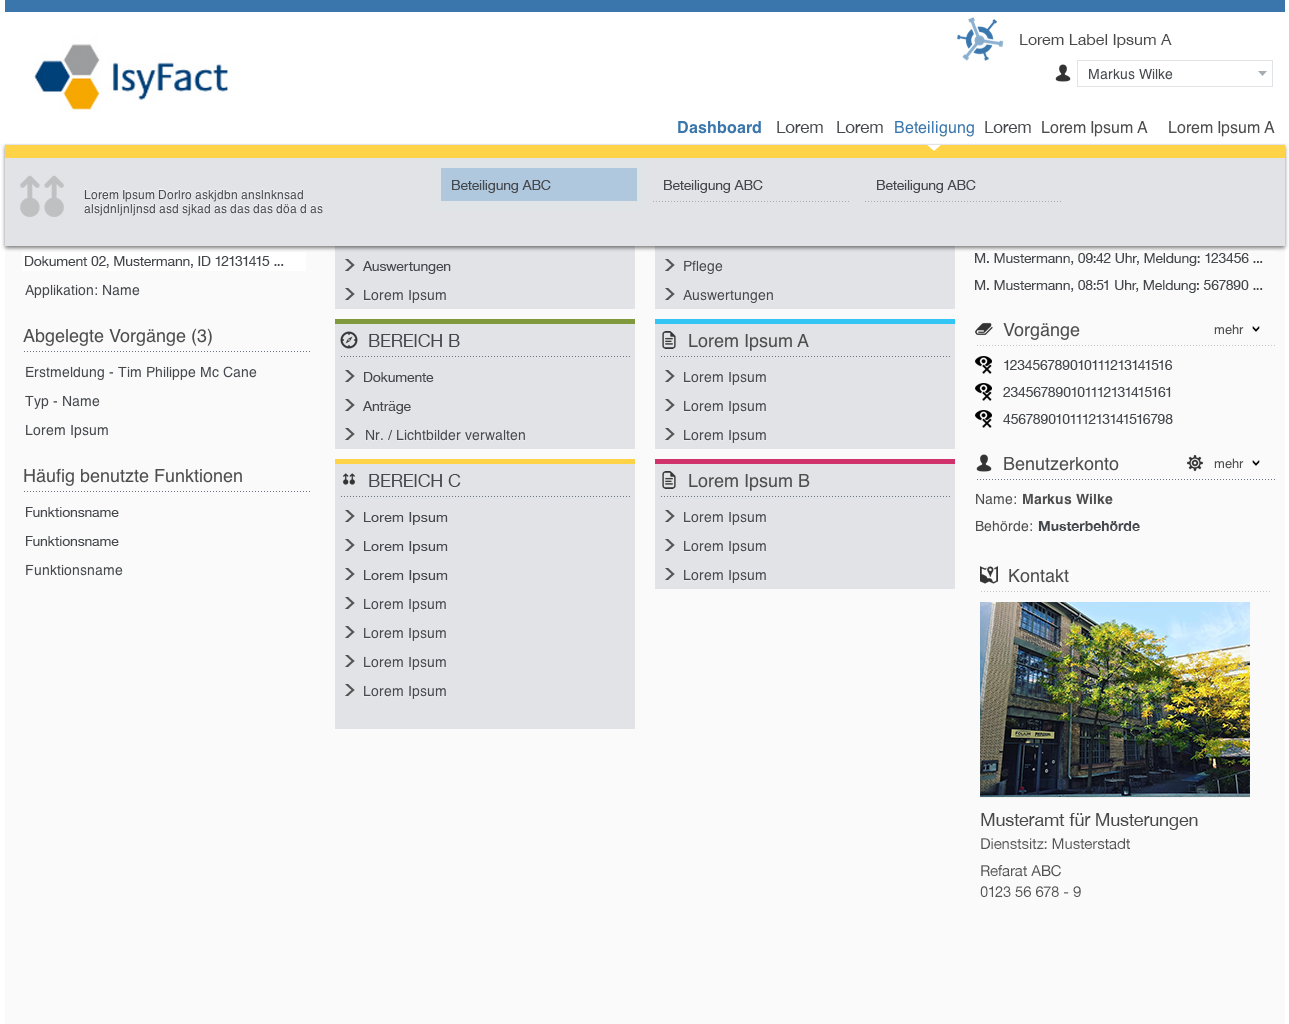 Lorem Label Ipsum A
IsyFact
Markus Wilke
Dashboard Lorem Lorem Beteiligung Lorem Lorem Ipsum A Lorem Ipsum A
Lorem Ipsum Dorlro askjdbn anslnknsad
alsjdnljnljnsd asd sjkad as das das döa d as
Beteiligung ABC
Beteiligung ABC
Beteiligung ABC
Dokument 02, Mustermann, ID 12131415 ...
Applikation: Name
Abgelegte Vorgänge (3)
Erstmeldung - Tim Philippe Mc Cane
Typ - Name
Lorem Ipsum
Häufig benutzte Funktionen
Funktionsname
Funktionsname
Funktionsname
Auswertungen
Lorem Ipsum
BEREICH B
Dokumente
Anträge
Nr. / Lichtbilder verwalten
BEREICH C
Lorem Ipsum
Lorem Ipsum
Lorem Ipsum
Lorem Ipsum
Lorem Ipsum
Lorem Ipsum
Lorem Ipsum
Pflege
Auswertungen
Lorem Ipsum A
Lorem Ipsum
Lorem Ipsum
Lorem Ipsum
Lorem Ipsum B
Lorem Ipsum
Lorem Ipsum
Lorem Ipsum
M. Mustermann, 09:42 Uhr, Meldung: 123456 ...
M. Mustermann, 08:51 Uhr, Meldung: 567890 ...
Vorgänge mehr
12345678901011121314 1516
234567890101112131415161
456789010111213141516798
Benutzerkonto mehr
Name: Markus Wilke
Behörde: Musterbehörde
Kontakt
Musteramt für Musterungen
Dienstsitz: Musterstadt
Refarat ABC
0123 56 678 - 9